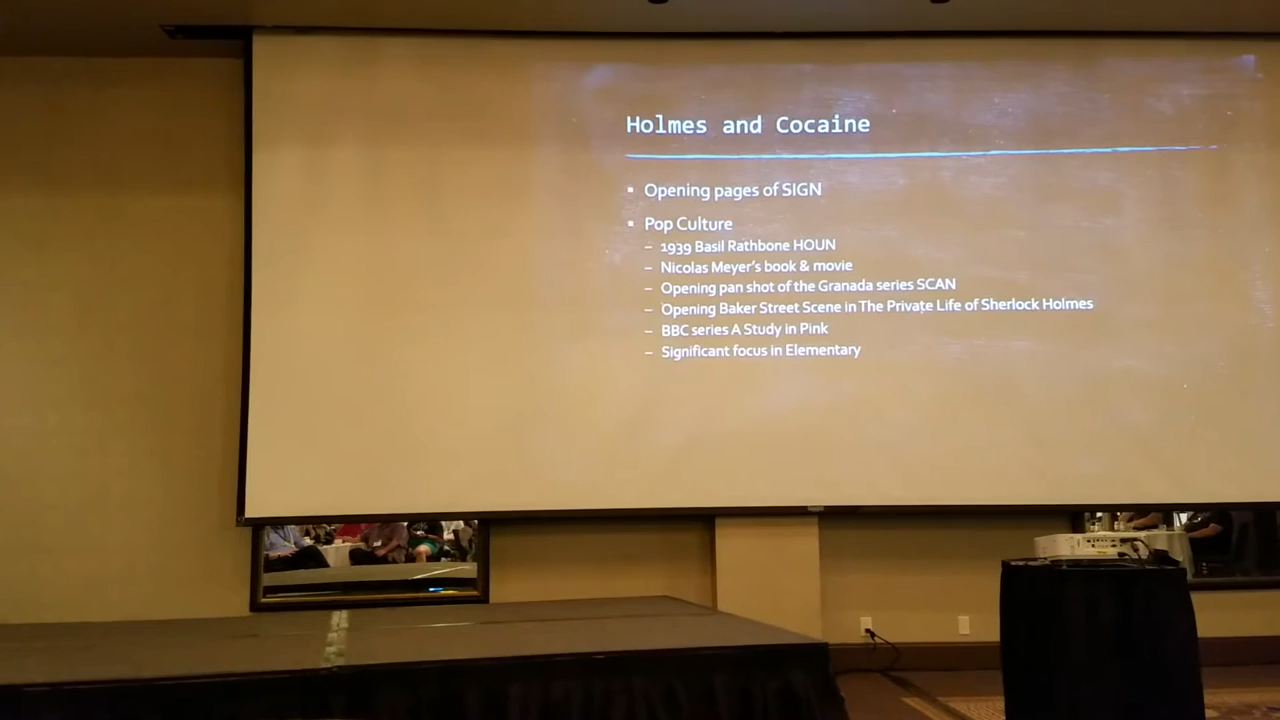 Holmes and Cocaine
▪ Opening pages of SIGN
▪ Pop Culture
– 1939 Basil Rathbone HOUN
– Nicolas Meyer's book & movie
– Opening pan shot of the Granada series SCAN
– Opening Baker Street Scene in The Private Life of Sherlock Holmes
– BBC series A Study in Pink
– Significant focus in Elementary